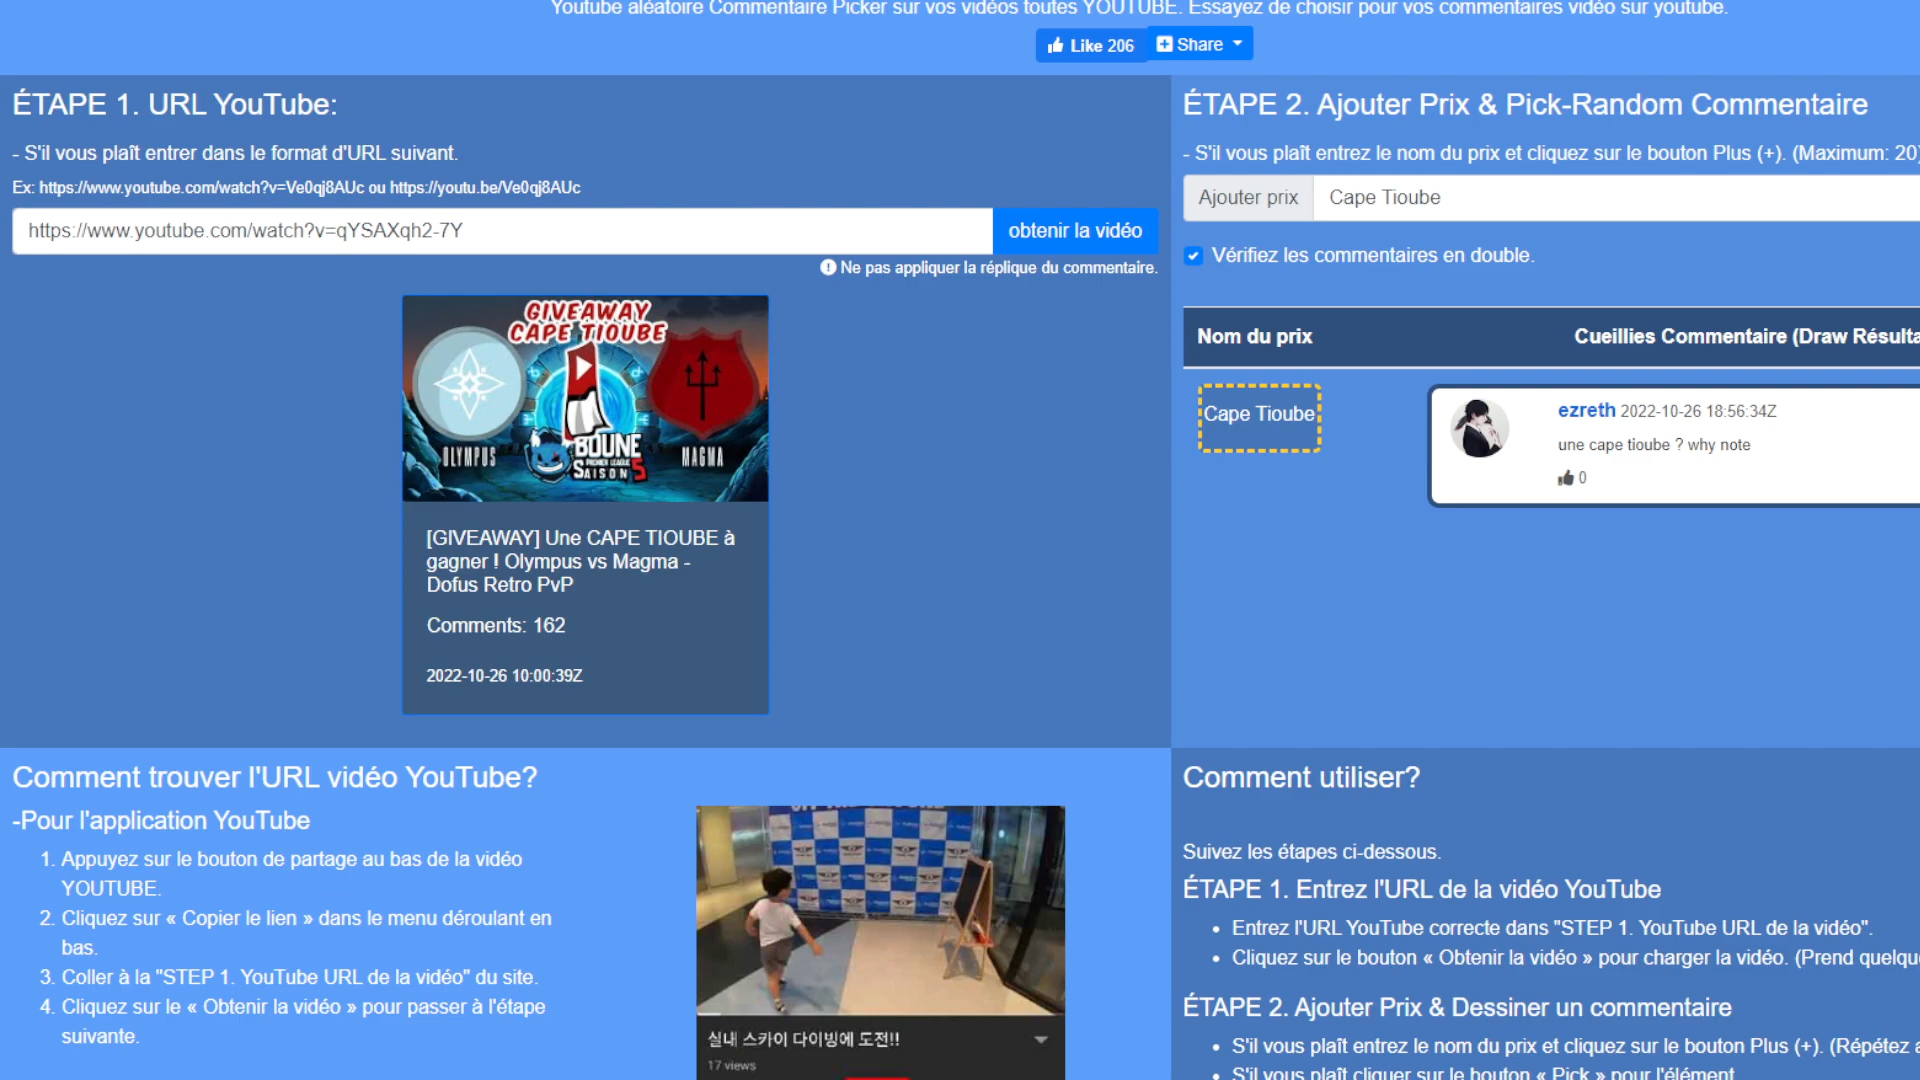 Youtube aléatoire Commentaire Picker sur vos vidéos toutes YOUTUBE. Essayez de choisir pour vos commentaires vidéo sur youtube.
Like 206
Share
ÉTAPE 1. URL YouTube:
- S'il vous plaît entrer dans le format d'URL suivant.
Ex: https://www.youtube.com/watch?v=Ve0qj8AUc ou https://youtu.be/Ve0qj8AUc
https://www.youtube.com/watch?v=qYSAXqh2-7Y
obtenir la vidéo
Ne pas appliquer la réplique du commentaire.
GIVEAWAY
CAPE TIOUBE
OLYMPUS
BOUNE
PREMIER LEAGUE
SAISON 5
MAGMA
[GIVEAWAY] Une CAPE TIOUBE à
gagner ! Olympus vs Magma -
Dofus Retro PvP
Comments: 162
2022-10-26 10:00:39Z
ÉTAPE 2. Ajouter Prix & Pick-Random Commentaire
- S'il vous plaît entrez le nom du prix et cliquez sur le bouton Plus (+). (Maximum: 20)
Ajouter prix
Cape Tioube
Vérifiez les commentaires en double.
Nom du prix
Cueillies Commentaire (Draw Résulta
Cape Tioube
ezreth 2022-10-26 18:56:34Z
une cape tioube ? why note
0
Comment trouver l'URL vidéo YouTube?
-Pour l'application YouTube
1. Appuyez sur le bouton de partage au bas de la vidéo
YOUTUBE.
2. Cliquez sur « Copier le lien » dans le menu déroulant en
bas.
3. Coller à la "STEP 1. YouTube URL de la vidéo" du site.
4. Cliquez sur le « Obtenir la vidéo » pour passer à l'étape
suivante.
실내 스카이 다이빙에 도전!!
17 views
Comment utiliser?
Suivez les étapes ci-dessous.
ÉTAPE 1. Entrez l'URL de la vidéo YouTube
• Entrez l'URL YouTube correcte dans "STEP 1. YouTube URL de la vidéo".
• Cliquez sur le bouton « Obtenir la vidéo » pour charger la vidéo. (Prend quelqu
ÉTAPE 2. Ajouter Prix & Dessiner un commentaire
• S'il vous plaît entrez le nom du prix et cliquez sur le bouton Plus (+). (Répétez
• S'il vous plaît cliquer sur le bouton « Pick » pour l'élément